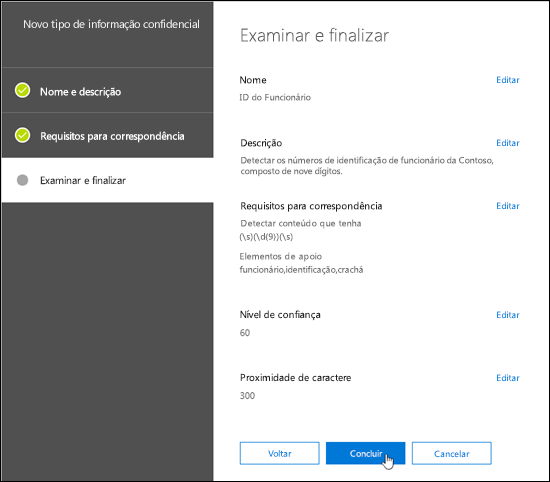 Novo tipo de informação confidencial
Nome e descrição
Requisitos para correspondência
Examinar e finalizar
Examinar e finalizar
Nome
Editar
ID do Funcionário
Descrição
Editar
Detectar os números de identificação de funcionário da Contoso,
composto de nove dígitos.
Requisitos para correspondência
Editar
Detectar conteúdo que tenha
(\s)(\d(9))(\s)
Elementos de apoio
funcionário,identificação,crachá
Nível de confiança
Editar
60
Proximidade de caractere
Editar
300
Voltar
Concluir
Cancelar